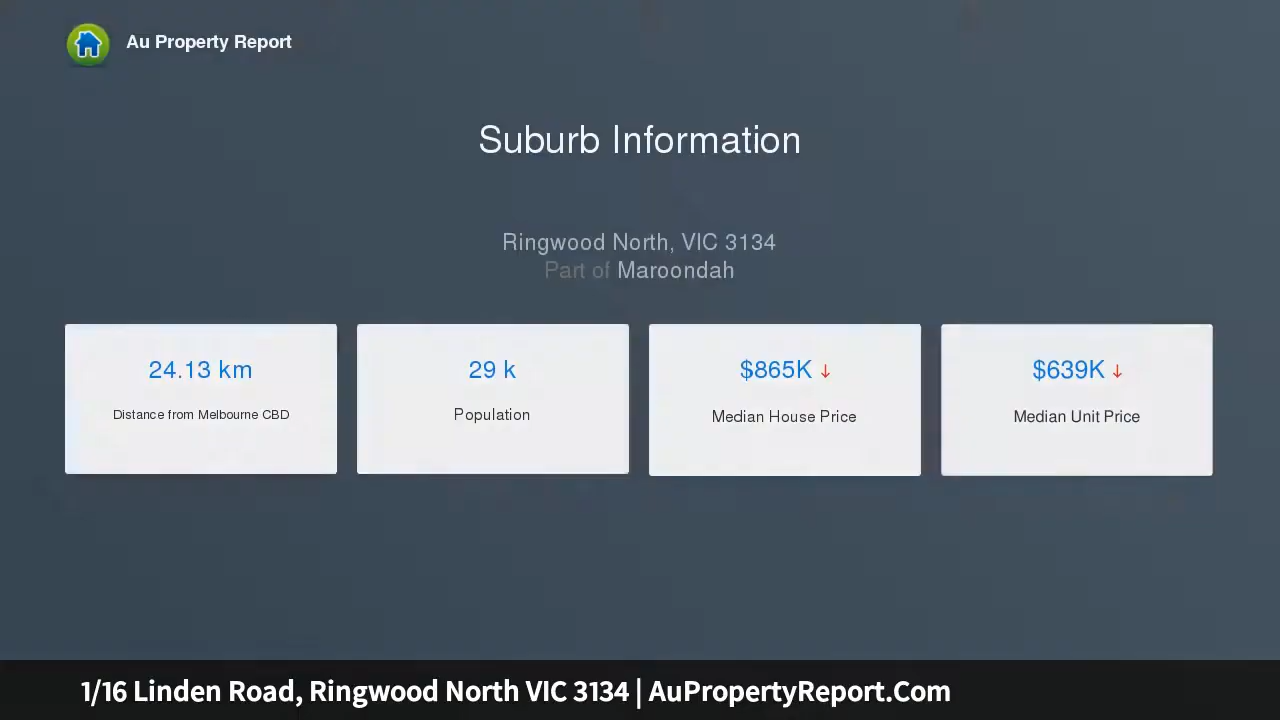 Au Property Report
Suburb Information
Ringwood North, VIC 3134
Part of Maroondah
24.13 km
Distance from Melbourne CBD
29 k
Population
$865K ↓
Median House Price
$639K ↓
Median Unit Price
1/16 Linden Road, Ringwood North VIC 3134 | AuPropertyReport.Com